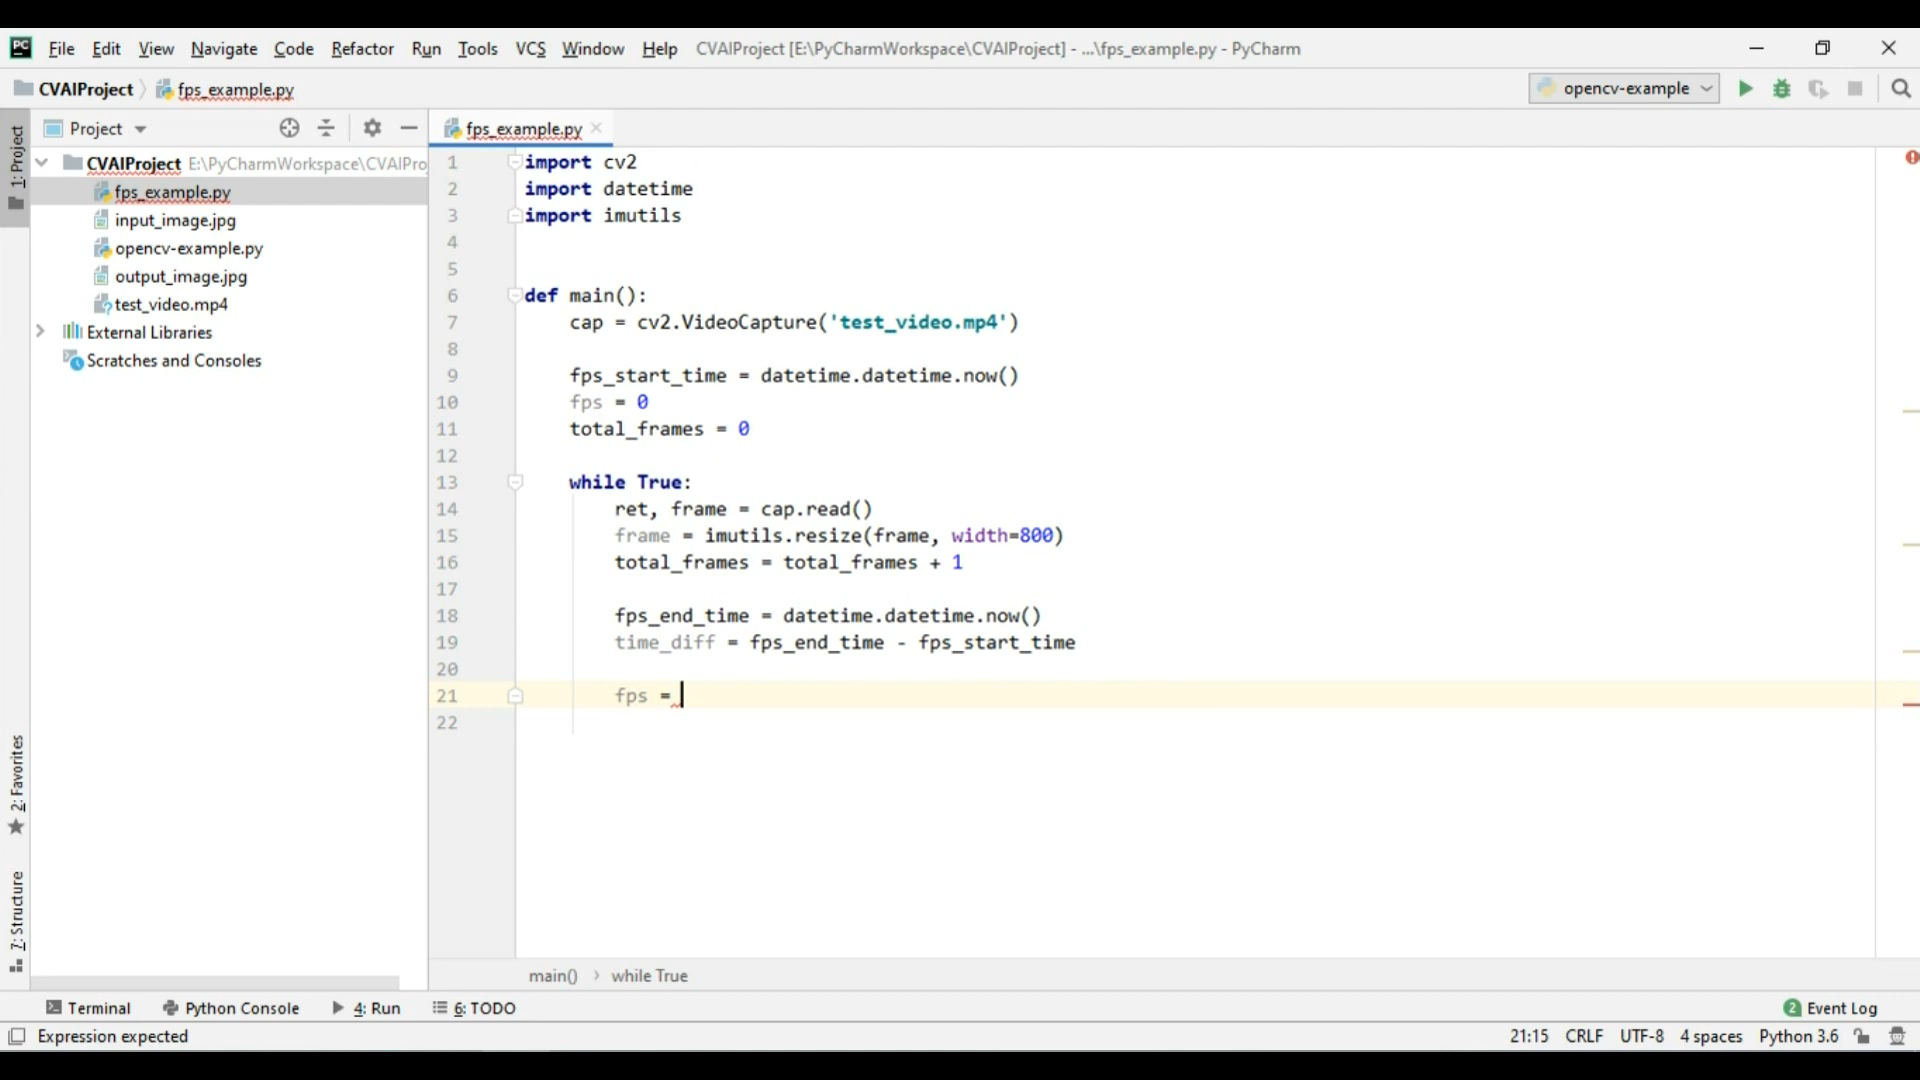 PC File Edit View Navigate Code Refactor Run Tools VCS Window Help CVAIProject [E:\PyCharmWorkspace\CVAIProject] - ...\fps_example.py - PyCharm
CVAIProject fps_example.py opencv-example
1: Project
Project
CVAIProject E:\PyCharmWorkspace\CVAIPro
fps_example.py
input_image.jpg
opencv-example.py
output_image.jpg
test_video.mp4
External Libraries
Scratches and Consoles
2: Favorites
7: Structure
fps_example.py
1 import cv2
2 import datetime
3 import imutils
4
5
6 def main():
7 cap = cv2.VideoCapture('test_video.mp4')
8
9 fps_start_time = datetime.datetime.now()
10 fps = 0
11 total_frames = 0
12
13 while True:
14 ret, frame = cap.read()
15 frame = imutils.resize(frame, width=800)
16 total_frames = total_frames + 1
17
18 fps_end_time = datetime.datetime.now()
19 time_diff = fps_end_time - fps_start_time
20
21 fps =
22
main() › while True
Terminal Python Console 4: Run 6: TODO 2 Event Log
Expression expected 21:15 CRLF UTF-8 4 spaces Python 3.6